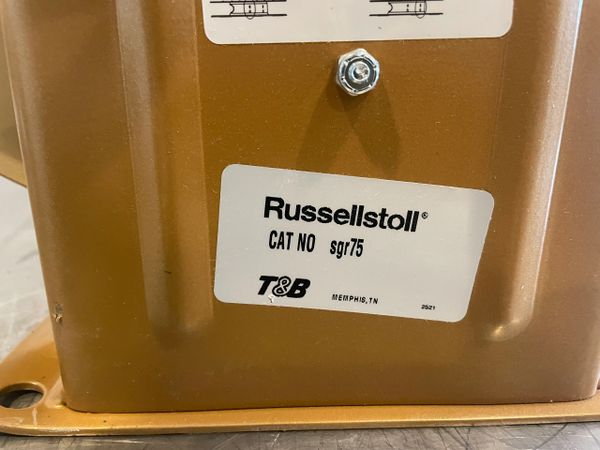 Russellstoll®
CAT NO sgr75
T&B MEMPHIS, TN 2521